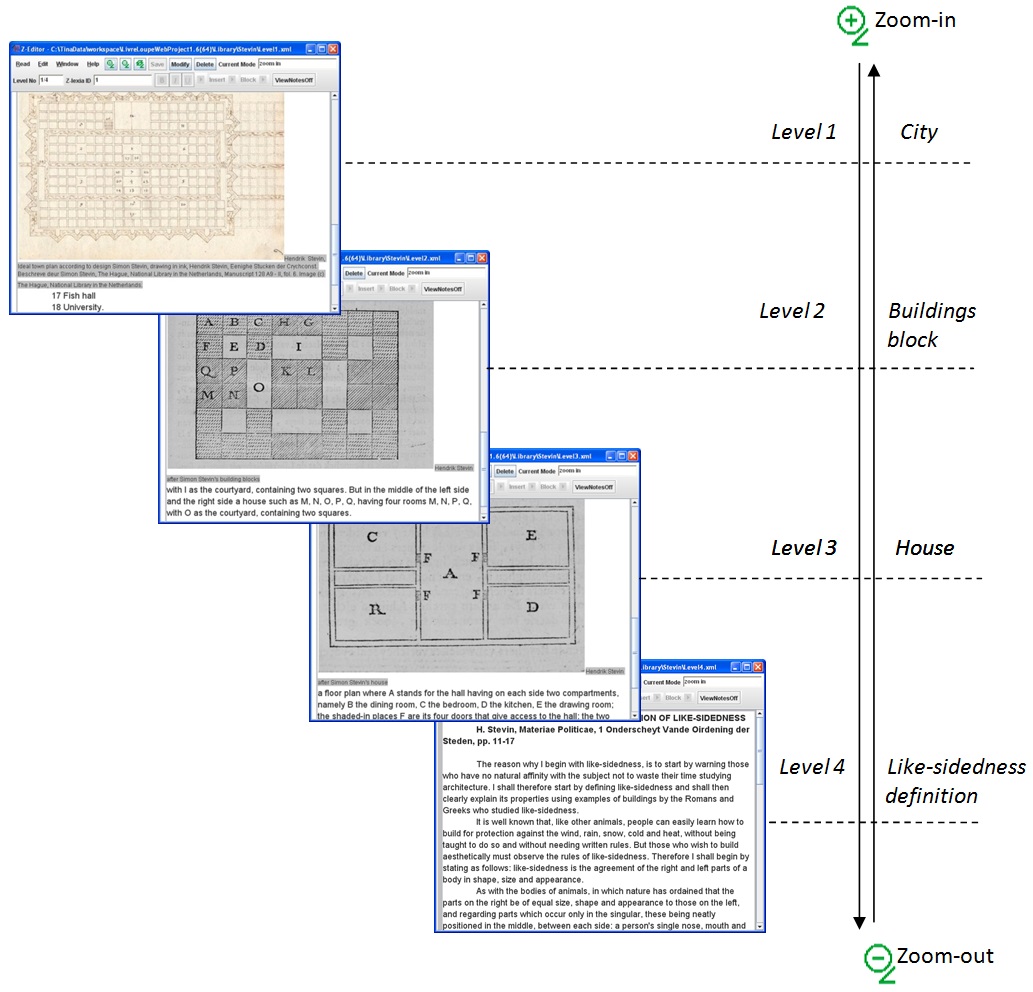 Zoom-in
Z-Editor - C:\TinaData\workspace\LivreLoupeWebProject1.6(64)\Library\Stevin\Level1.xml
Read Edit Window Help Save Modify Delete Current Mode zoom in
Level No 1/4 Z-lexia ID 1 B I U Insert Block ViewNotesOff
Level 1 City
Hendrik Stevin,
Ideal town plan according to design Simon Stevin, drawing in ink, Hendrik Stevin, Eenighe Stucken der Crijchconst
Beschreve deur Simon Stevin, The Hague, National Library in the Netherlands, Manuscript 128 A9 - II, fol. 6. Image (c)
The Hague, National Library in the Netherlands
17 Fish hall
18 University.
.6(64)\Library\Stevin\Level2.xml
Delete Current Mode zoom in
Insert Block ViewNotesOff
Level 2 Buildings
block
A B C H G
F E D I
Q P K L
O
M N
Hendrik Stevin
after Simon Stevin's building blocks
with I as the courtyard, containing two squares. But in the middle of the left side
and the right side a house such as M, N, O, P, Q, having four rooms M, N, P, Q,
with O as the courtyard, containing two squares.
1.6(64)\Library\Stevin\Level3.xml
Delete Current Mode zoom in
Insert Block ViewNotesOff
Level 3 House
C E
F F
A
F F
R D
Hendrik Stevin
after Simon Stevin's house
a floor plan where A stands for the hall having on each side two compartments,
namely B the dining room, C the bedroom, D the kitchen, E the drawing room;
the shaded-in places F are its four doors that give access to the hall; the two
ibrary\Stevin\Level4.xml
Current Mode zoom in
Insert Block ViewNotesOff
Level 4 Like-sidedness
definition
ION OF LIKE-SIDEDNESS
H. Stevin, Materiae Politicae, 1 Onderscheyt Vande Oirdening der
Steden, pp. 11-17
The reason why I begin with like-sidedness, is to start by warning those
who have no natural affinity with the subject not to waste their time studying
architecture. I shall therefore start by defining like-sidedness and shall then
clearly explain its properties using examples of buildings by the Romans and
Greeks who studied like-sidedness.
It is well known that, like other animals, people can easily learn how to
build for protection against the wind, rain, snow, cold and heat, without being
taught to do so and without needing written rules. But those who wish to build
aesthetically must observe the rules of like-sidedness. Therefore I shall begin by
stating as follows: like-sidedness is the agreement of the right and left parts of a
body in shape, size and appearance.
As with the bodies of animals, in which nature has ordained that the
parts on the right be of equal size, shape and appearance to those on the left,
and regarding parts which occur only in the singular, these being neatly
positioned in the middle, between each side: a person's single nose, mouth and
Zoom-out